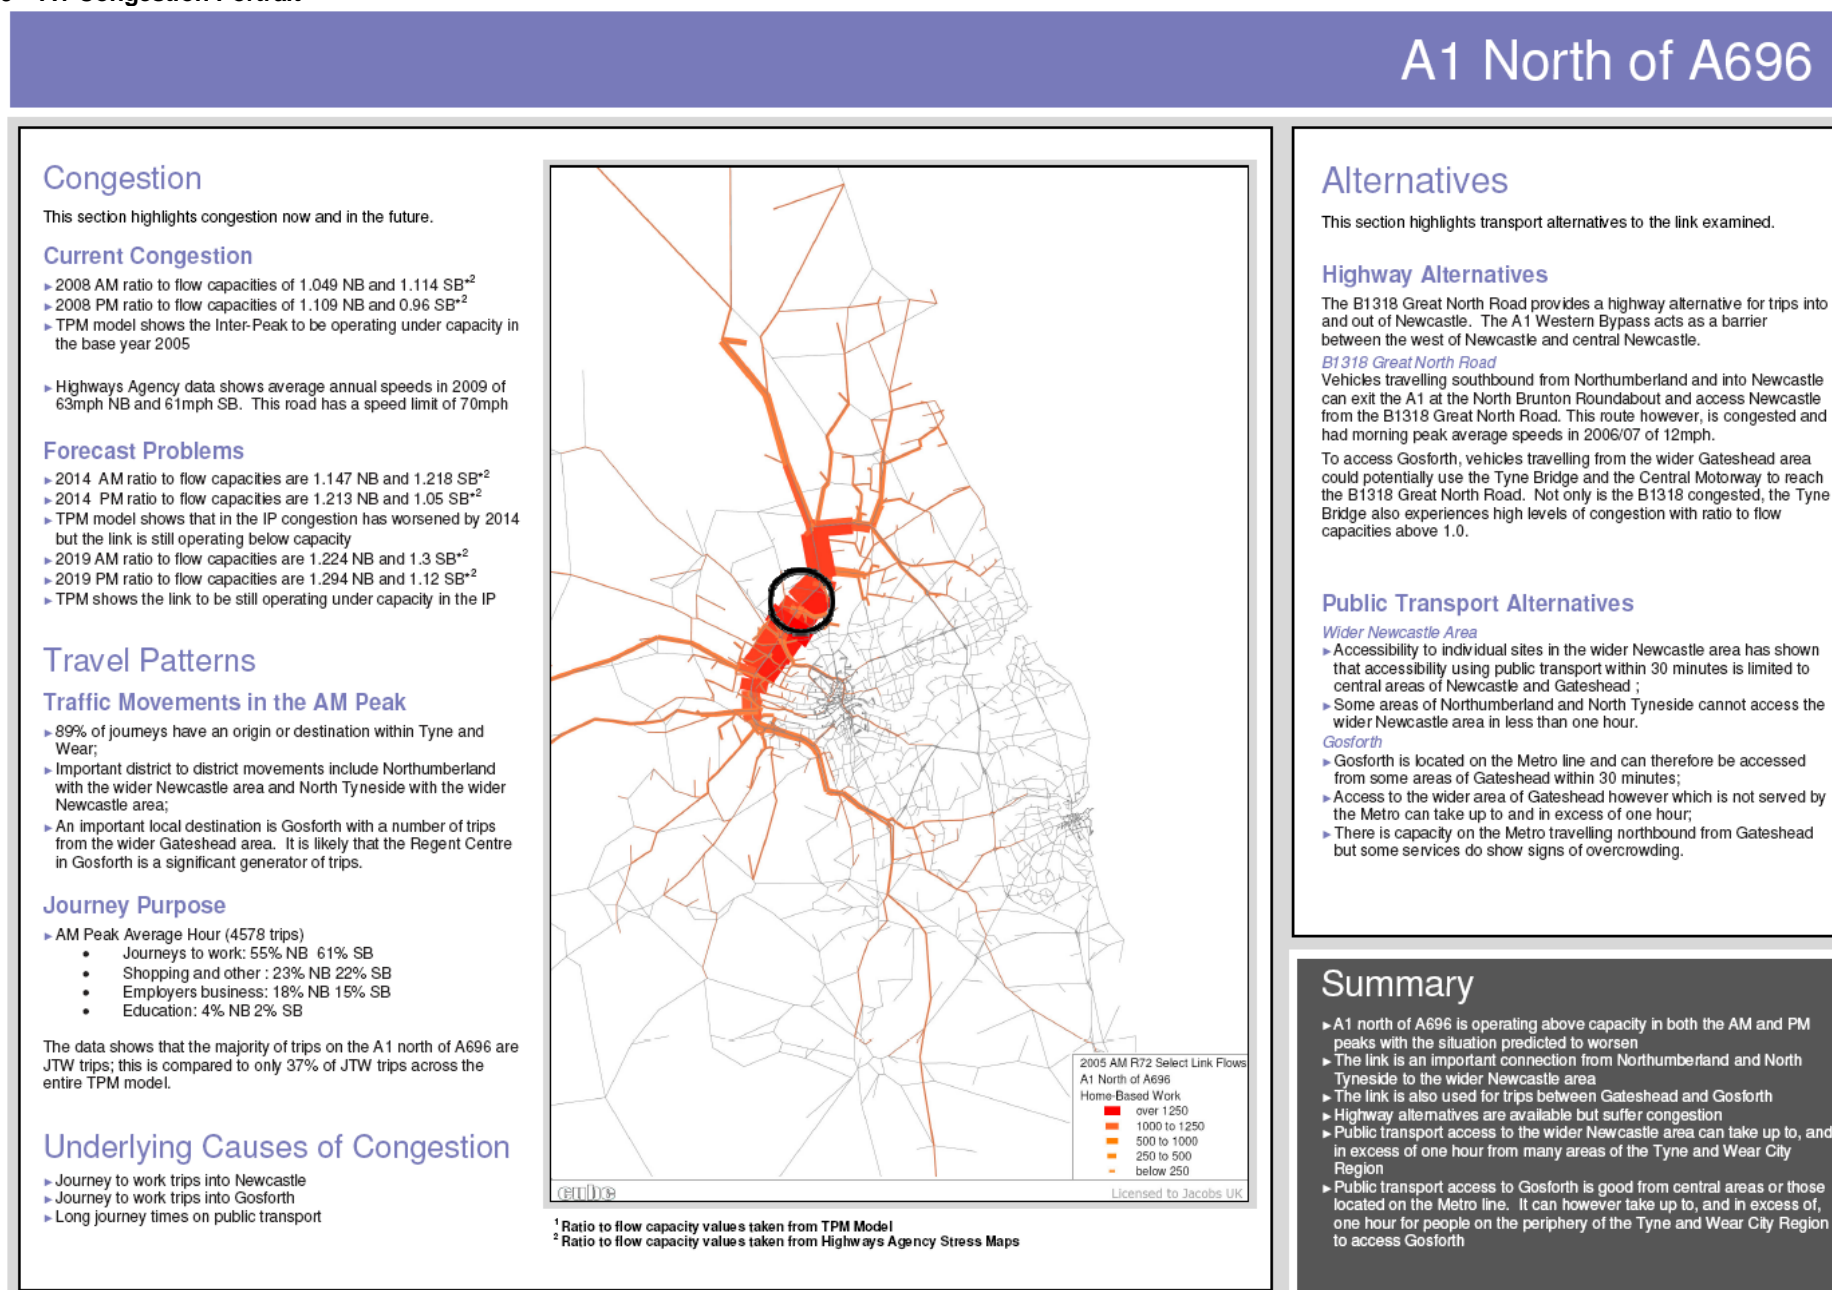 A1 North of A696
Congestion
This section highlights congestion now and in the future.
Current Congestion
►2008 AM ratio to flow capacities of 1.049 NB and 1.114 SB*2
►2008 PM ratio to flow capacities of 1.109 NB and 0.96 SB*2
►TPM model shows the Inter-Peak to be operating under capacity in
the base year 2005
►Highways Agency data shows average annual speeds in 2009 of
63mph NB and 61mph SB. This road has a speed limit of 70mph
Forecast Problems
►2014 AM ratio to flow capacities are 1.147 NB and 1.218 SB*2
►2014 PM ratio to flow capacities are 1.213 NB and 1.05 SB*2
►TPM model shows that in the IP congestion has worsened by 2014
but the link is still operating below capacity
►2019 AM ratio to flow capacities are 1.224 NB and 1.3 SB*2
►2019 PM ratio to flow capacities are 1.294 NB and 1.12 SB*2
►TPM shows the link to be still operating under capacity in the IP
Travel Patterns
Traffic Movements in the AM Peak
►89% of journeys have an origin or destination within Tyne and
Wear;
►Important district to district movements include Northumberland
with the wider Newcastle area and North Tyneside with the wider
Newcastle area;
►An important local destination is Gosforth with a number of trips
from the wider Gateshead area. It is likely that the Regent Centre
in Gosforth is a significant generator of trips.
Journey Purpose
►AM Peak Average Hour (4578 trips)
• Journeys to work: 55% NB 61% SB
• Shopping and other : 23% NB 22% SB
• Employers business: 18% NB 15% SB
• Education: 4% NB 2% SB
The data shows that the majority of trips on the A1 north of A696 are
JTW trips; this is compared to only 37% of JTW trips across the
entire TPM model.
Underlying Causes of Congestion
►Journey to work trips into Newcastle
►Journey to work trips into Gosforth
►Long journey times on public transport
2005 AM R72 Select Link Flows
A1 North of A696
Home-Based Work
over 1250
1000 to 1250
500 to 1000
250 to 500
below 250
cube
Licensed to Jacobs UK
1 Ratio to flow capacity values taken from TPM Model
2 Ratio to flow capacity values taken from Highways Agency Stress Maps
Alternatives
This section highlights transport alternatives to the link examined.
Highway Alternatives
The B1318 Great North Road provides a highway alternative for trips into
and out of Newcastle. The A1 Western Bypass acts as a barrier
between the west of Newcastle and central Newcastle.
B1318 Great North Road
Vehicles travelling southbound from Northumberland and into Newcastle
can exit the A1 at the North Brunton Roundabout and access Newcastle
from the B1318 Great North Road. This route however, is congested and
had morning peak average speeds in 2006/07 of 12mph.
To access Gosforth, vehicles travelling from the wider Gateshead area
could potentially use the Tyne Bridge and the Central Motorway to reach
the B1318 Great North Road. Not only is the B1318 congested, the Tyne
Bridge also experiences high levels of congestion with ratio to flow
capacities above 1.0.
Public Transport Alternatives
Wider Newcastle Area
►Accessibility to individual sites in the wider Newcastle area has shown
that accessibility using public transport within 30 minutes is limited to
central areas of Newcastle and Gateshead ;
►Some areas of Northumberland and North Tyneside cannot access the
wider Newcastle area in less than one hour.
Gosforth
►Gosforth is located on the Metro line and can therefore be accessed
from some areas of Gateshead within 30 minutes;
►Access to the wider area of Gateshead however which is not served by
the Metro can take up to and in excess of one hour;
►There is capacity on the Metro travelling northbound from Gateshead
but some services do show signs of overcrowding.
Summary
►A1 north of A696 is operating above capacity in both the AM and PM
peaks with the situation predicted to worsen
►The link is an important connection from Northumberland and North
Tyneside to the wider Newcastle area
►The link is also used for trips between Gateshead and Gosforth
►Highway alternatives are available but suffer congestion
►Public transport access to the wider Newcastle area can take up to, and
in excess of one hour from many areas of the Tyne and Wear City
Region
►Public transport access to Gosforth is good from central areas or those
located on the Metro line. It can however take up to, and in excess of,
one hour for people on the periphery of the Tyne and Wear City Region
to access Gosforth